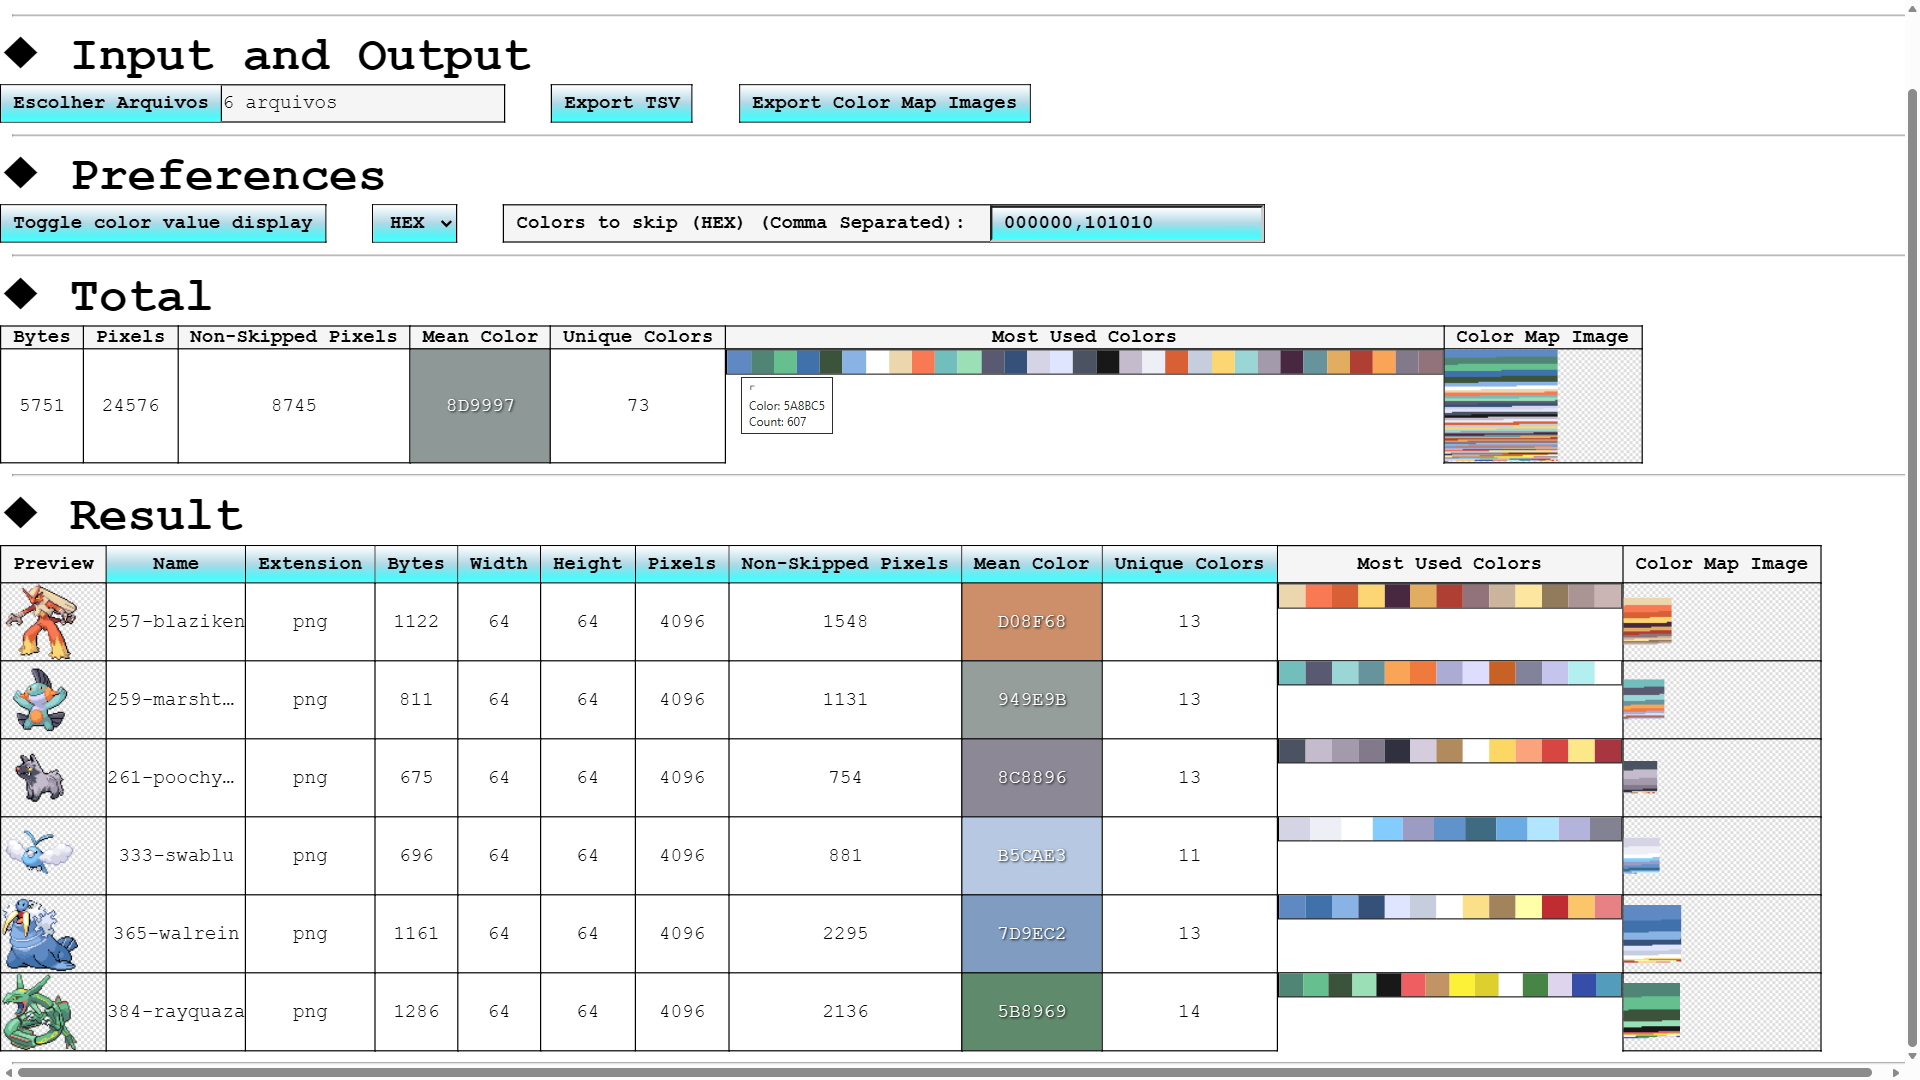 ◆ Input and Output
Escolher Arquivos 6 arquivos Export TSV Export Color Map Images
◆ Preferences
Toggle color value display HEX Colors to skip (HEX) (Comma Separated): 000000,101010
◆ Total
Bytes Pixels Non-Skipped Pixels Mean Color Unique Colors Most Used Colors Color Map Image
5751 24576 8745 8D9997 73
Color: 5A8BC5
Count: 607
◆ Result
Preview Name Extension Bytes Width Height Pixels Non-Skipped Pixels Mean Color Unique Colors Most Used Colors Color Map Image
257-blaziken png 1122 64 64 4096 1548 D08F68 13
259-marsht… png 811 64 64 4096 1131 949E9B 13
261-poochy… png 675 64 64 4096 754 8C8896 13
333-swablu png 696 64 64 4096 881 B5CAE3 11
365-walrein png 1161 64 64 4096 2295 7D9EC2 13
384-rayquaza png 1286 64 64 4096 2136 5B8969 14